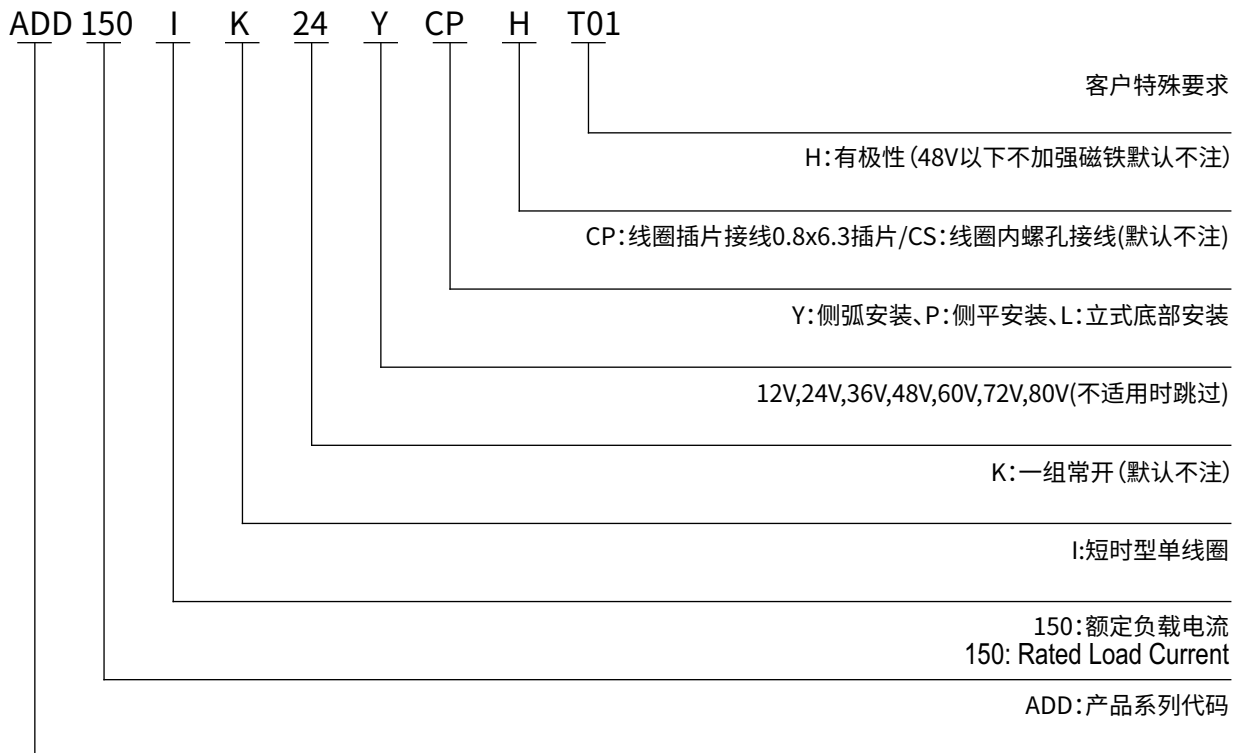 ADD 150 I K 24 Y CP H T01
客户特殊要求
H：有极性（48V以下不加强磁铁默认不注）
CP：线圈插片接线0.8x6.3插片/CS：线圈内螺孔接线(默认不注)
Y：侧弧安装、P：侧平安装、L：立式底部安装
12V,24V,36V,48V,60V,72V,80V(不适用时跳过)
K：一组常开（默认不注）
I:短时型单线圈
150：额定负载电流
150: Rated Load Current
ADD：产品系列代码